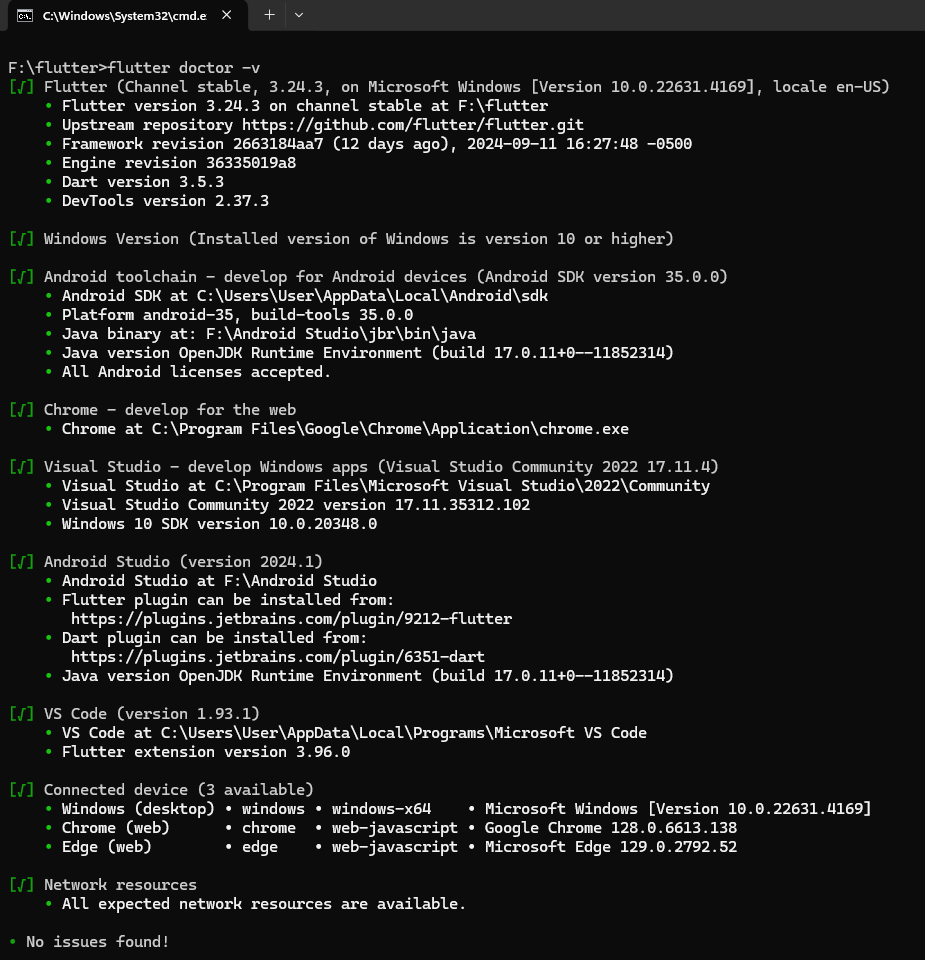 C:\Windows\System32\cmd.e
F:\flutter>flutter doctor -v
[√] Flutter (Channel stable, 3.24.3, on Microsoft Windows [Version 10.0.22631.4169], locale en-US)
• Flutter version 3.24.3 on channel stable at F:\flutter
• Upstream repository https://github.com/flutter/flutter.git
• Framework revision 2663184aa7 (12 days ago), 2024-09-11 16:27:48 -0500
• Engine revision 36335019a8
• Dart version 3.5.3
• DevTools version 2.37.3
[√] Windows Version (Installed version of Windows is version 10 or higher)
[√] Android toolchain - develop for Android devices (Android SDK version 35.0.0)
• Android SDK at C:\Users\User\AppData\Local\Android\sdk
• Platform android-35, build-tools 35.0.0
• Java binary at: F:\Android Studio\jbr\bin\java
• Java version OpenJDK Runtime Environment (build 17.0.11+0--11852314)
• All Android licenses accepted.
[√] Chrome - develop for the web
• Chrome at C:\Program Files\Google\Chrome\Application\chrome.exe
[√] Visual Studio - develop Windows apps (Visual Studio Community 2022 17.11.4)
• Visual Studio at C:\Program Files\Microsoft Visual Studio\2022\Community
• Visual Studio Community 2022 version 17.11.35312.102
• Windows 10 SDK version 10.0.20348.0
[√] Android Studio (version 2024.1)
• Android Studio at F:\Android Studio
• Flutter plugin can be installed from:
https://plugins.jetbrains.com/plugin/9212-flutter
• Dart plugin can be installed from:
https://plugins.jetbrains.com/plugin/6351-dart
• Java version OpenJDK Runtime Environment (build 17.0.11+0--11852314)
[√] VS Code (version 1.93.1)
• VS Code at C:\Users\User\AppData\Local\Programs\Microsoft VS Code
• Flutter extension version 3.96.0
[√] Connected device (3 available)
• Windows (desktop) • windows • windows-x64 • Microsoft Windows [Version 10.0.22631.4169]
• Chrome (web) • chrome • web-javascript • Google Chrome 128.0.6613.138
• Edge (web) • edge • web-javascript • Microsoft Edge 129.0.2792.52
[√] Network resources
• All expected network resources are available.
• No issues found!